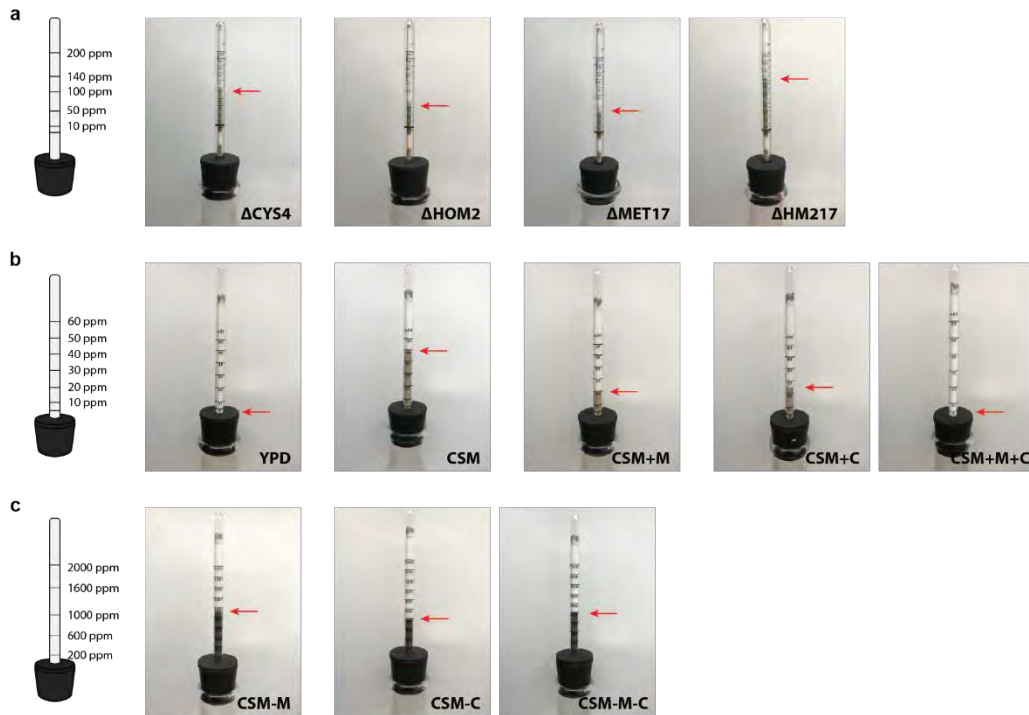 a
200 ppm
140 ppm
100 ppm
50 ppm
10 ppm
ΔCYS4
ΔHOM2
ΔMET17
ΔHM217
b
60 ppm
50 ppm
40 ppm
30 ppm
20 ppm
10 ppm
YPD
CSM
CSM+M
CSM+C
CSM+M+C
c
2000 ppm
1600 ppm
1000 ppm
600 ppm
200 ppm
CSM-M
CSM-C
CSM-M-C